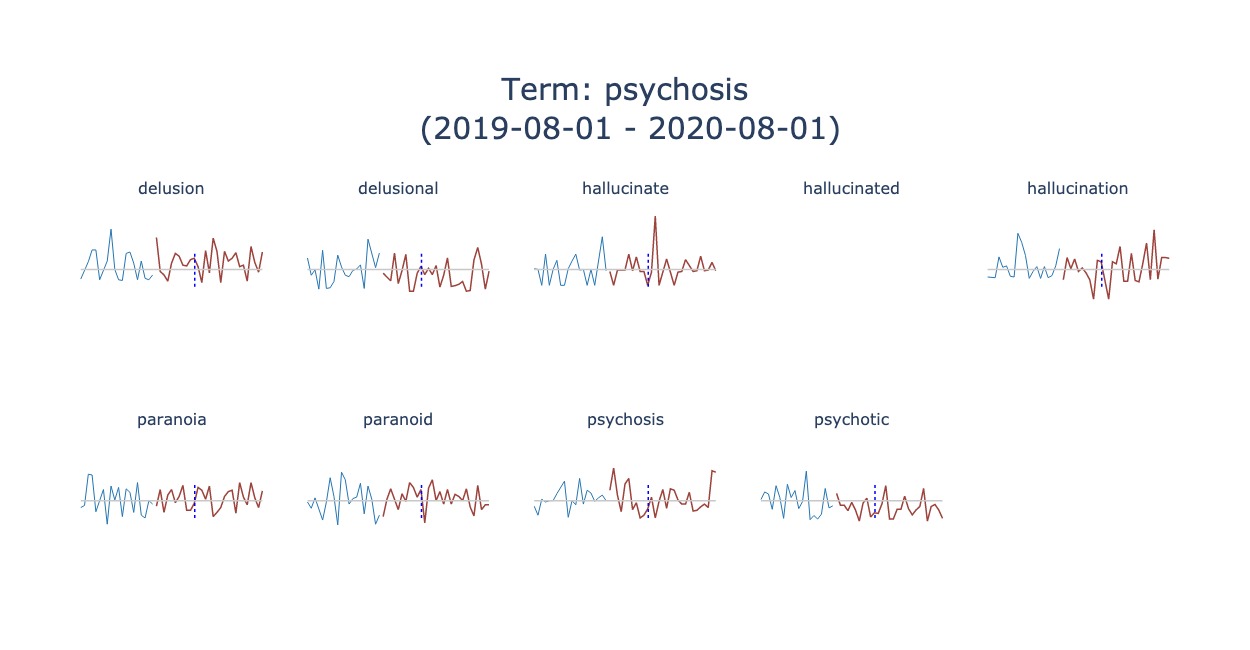 Term: psychosis
(2019-08-01 - 2020-08-01)
delusion
delusional
hallucinate
hallucinated
hallucination
paranoia
paranoid
psychosis
psychotic